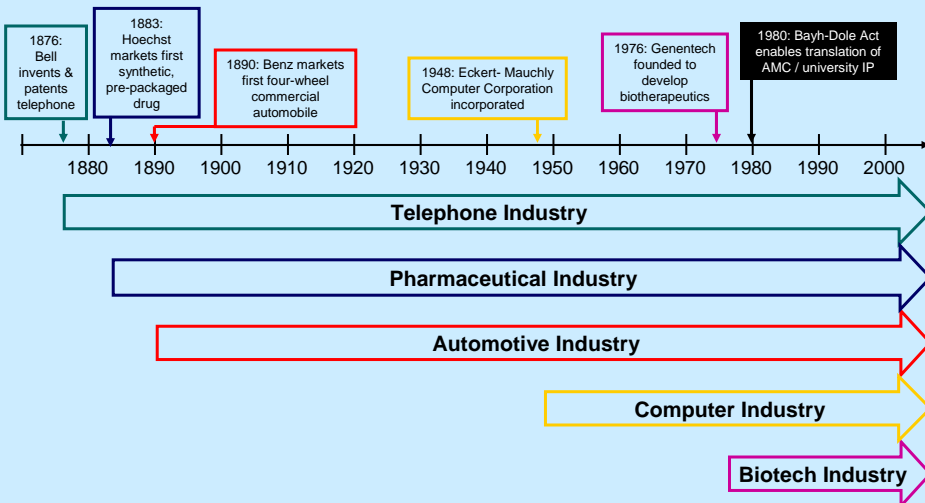 1876:
Bell
invents &
patents
telephone
1883:
Hoechst
markets first
synthetic,
pre-packaged
drug
1890: Benz markets
first four-wheel
commercial
automobile
1948: Eckert- Mauchly
Computer Corporation
incorporated
1976: Genentech
founded to
develop
biotherapeutics
1980: Bayh-Dole Act
enables translation of
AMC / university IP
1880 1890 1900 1910 1920 1930 1940 1950 1960 1970 1980 1990 2000
Telephone Industry
Pharmaceutical Industry
Automotive Industry
Computer Industry
Biotech Industry